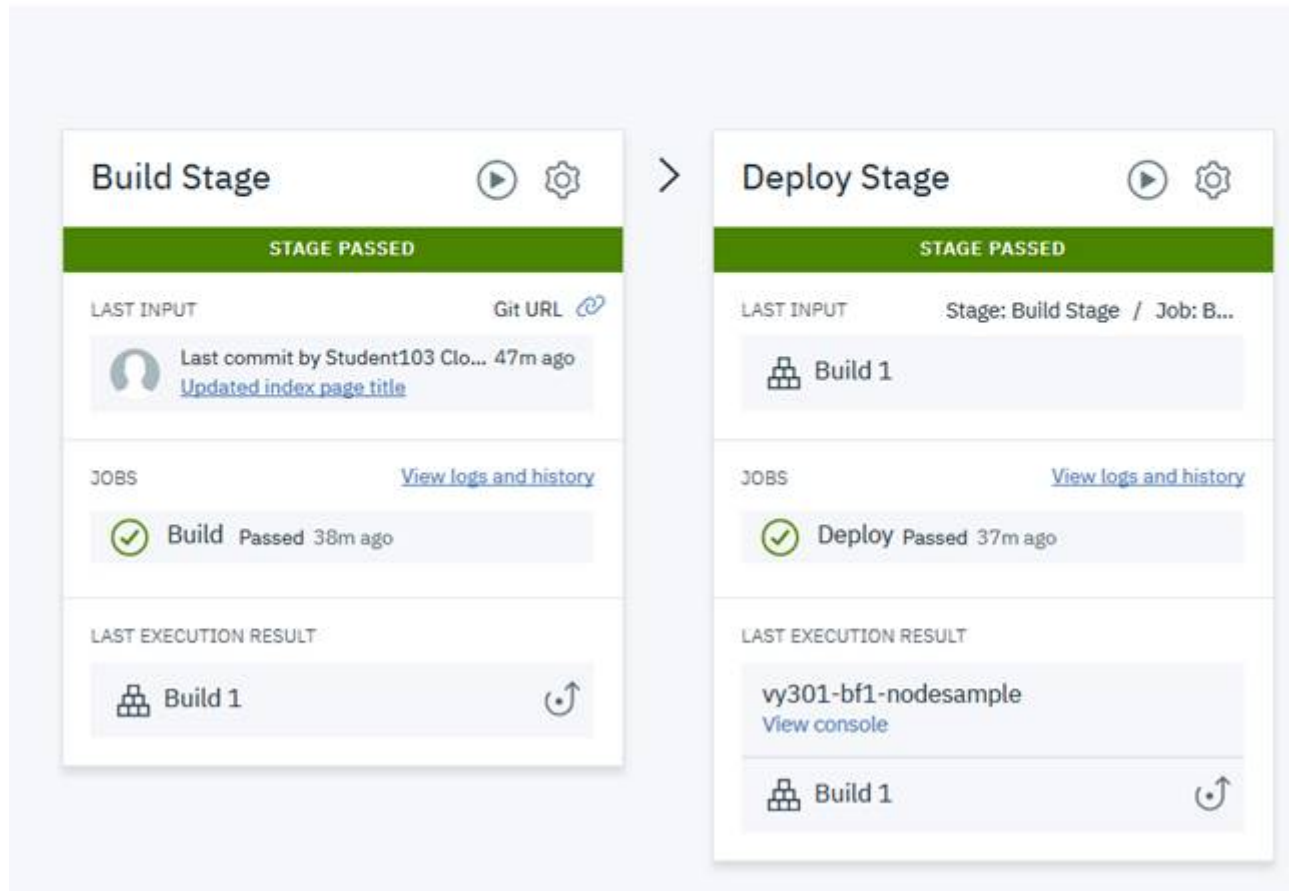 Build Stage
STAGE PASSED
LAST INPUT Git URL
Last commit by Student103 Clo... 47m ago
Updated index page title
JOBS View logs and history
Build Passed 38m ago
LAST EXECUTION RESULT
Build 1
Deploy Stage
STAGE PASSED
LAST INPUT Stage: Build Stage / Job: B...
Build 1
JOBS View logs and history
Deploy Passed 37m ago
LAST EXECUTION RESULT
vy301-bf1-nodesample
View console
Build 1